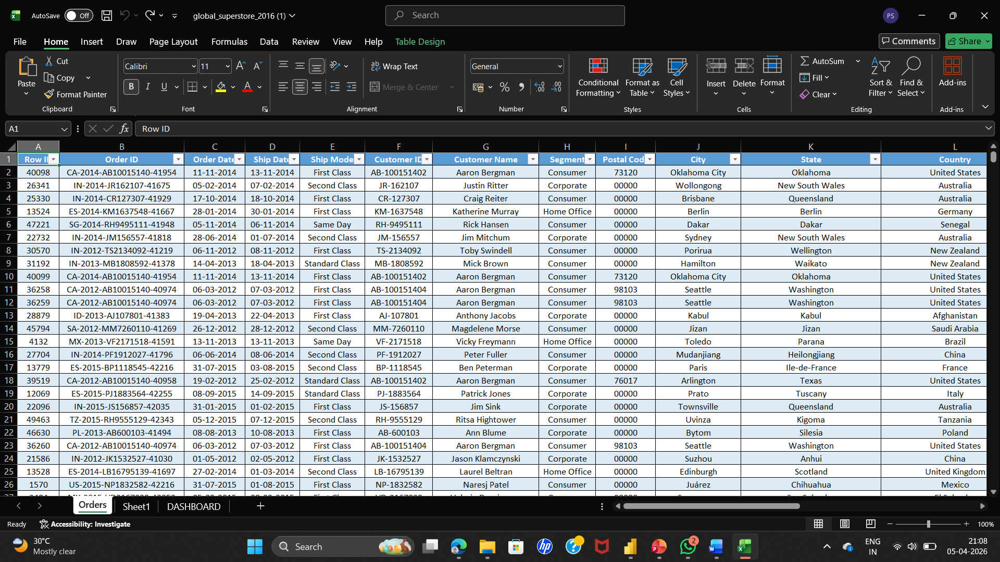 AutoSave Off global_superstore_2016 (1) Search PS
File Home Insert Draw Page Layout Formulas Data Review View Help Table Design Comments Share
Paste Cut Copy Format Painter Clipboard
Calibri 11 B I U A Font
Wrap Text Merge & Center Alignment
General % Number
Conditional Formatting Format as Table Cell Styles Styles
Insert Delete Format Cells
AutoSum Fill Clear Sort & Filter Find & Select Editing
Add-ins Add-ins
A1 fx Row ID
A B C D E F G H I J K L
1 Order ID Order Date Ship Mode Customer Name Segment City State Country
2 40098 CA-2014-AB10015140-41954 11-11-2014 13-11-2014 First Class AB-100151402 Aaron Bergman Consumer 73120 Oklahoma City Oklahoma United States
3 26341 IN-2014-JR162107-41675 05-02-2014 07-02-2014 Second Class JR-162107 Justin Ritter Corporate 00000 Wollongong New South Wales Australia
4 25330 IN-2014-CR127307-41929 17-10-2014 18-10-2014 First Class CR-127307 Craig Reiter Consumer 00000 Brisbane Queensland Australia
5 13524 ES-2014-KM1637548-41667 28-01-2014 30-01-2014 First Class KM-1637548 Katherine Murray Home Office 00000 Berlin Berlin Germany
6 47221 SG-2014-RH9495111-41948 05-11-2014 06-11-2014 Same Day RH-9495111 Rick Hansen Consumer 00000 Dakar Dakar Senegal
7 22732 IN-2014-JM156557-41818 28-06-2014 01-07-2014 Second Class JM-156557 Jim Mitchum Corporate 00000 Sydney New South Wales Australia
8 30570 IN-2012-TS2134092-41219 06-11-2012 08-11-2012 First Class TS-2134092 Toby Swindell Consumer 00000 Porirua Wellington New Zealand
9 31192 IN-2013-MB1808592-41378 14-04-2013 18-04-2013 Standard Class MB-1808592 Mick Brown Consumer 00000 Hamilton Waikato New Zealand
10 40099 CA-2014-AB10015140-41954 11-11-2014 13-11-2014 First Class AB-100151402 Aaron Bergman Consumer 73120 Oklahoma City Oklahoma United States
11 36258 CA-2012-AB10015140-40974 06-03-2012 07-03-2012 First Class AB-100151404 Aaron Bergman Consumer 98103 Seattle Washington United States
12 36259 CA-2012-AB10015140-40974 06-03-2012 07-03-2012 First Class AB-100151404 Aaron Bergman Consumer 98103 Seattle Washington United States
13 28879 ID-2013-AJ107801-41383 19-04-2013 22-04-2013 First Class AJ-107801 Anthony Jacobs Corporate 00000 Kabul Kabul Afghanistan
14 45794 SA-2012-MM7260110-41269 26-12-2012 28-12-2012 Second Class MM-7260110 Magdelene Morse Consumer 00000 Jizan Jizan Saudi Arabia
15 4132 MX-2013-VF2171518-41591 13-11-2013 13-11-2013 Same Day VF-2171518 Vicky Freymann Home Office 00000 Toledo Parana Brazil
16 27704 IN-2014-PF1912027-41796 06-06-2014 08-06-2014 Second Class PF-1912027 Peter Fuller Consumer 00000 Mudanjiang Heilongjiang China
17 13779 ES-2015-BP1118545-42216 31-07-2015 03-08-2015 Second Class BP-1118545 Ben Peterman Corporate 00000 Paris Ile-de-France France
18 39519 CA-2012-AB10015140-40958 19-02-2012 25-02-2012 Standard Class AB-100151402 Aaron Bergman Consumer 76017 Arlington Texas United States
19 12069 ES-2015-PJ1883564-42255 08-09-2015 14-09-2015 Standard Class PJ-1883564 Patrick Jones Corporate 00000 Prato Tuscany Italy
20 22096 IN-2015-JS156857-42035 31-01-2015 01-02-2015 First Class JS-156857 Jim Sink Corporate 00000 Townsville Queensland Australia
21 49463 TZ-2015-RH9555129-42343 05-12-2015 07-12-2015 Second Class RH-9555129 Ritsa Hightower Consumer 00000 Uvinza Kigoma Tanzania
22 46630 PL-2013-AB600103-41494 08-08-2013 10-08-2013 First Class AB-600103 Ann Blume Corporate 00000 Bytom Silesia Poland
23 36260 CA-2012-AB10015140-40974 06-03-2012 07-03-2012 First Class AB-100151404 Aaron Bergman Consumer 98103 Seattle Washington United States
24 21586 IN-2012-JK1532527-41030 01-05-2012 02-05-2012 First Class JK-1532527 Jason Klamczynski Corporate 00000 Suzhou Anhui China
25 13528 ES-2014-LB16795139-41697 27-02-2014 01-03-2014 Second Class LB-16795139 Laurel Beltran Home Office 00000 Edinburgh Scotland United Kingdom
26 1570 US-2015-NP1832582-42216 31-07-2015 01-08-2015 First Class NP-1832582 Naresj Patel Consumer 00000 Juárez Chihuahua Mexico
Orders Sheet1 DASHBOARD
Ready Accessibility: Investigate 100%
30°C
Mostly clear
Search 2
ENG
IN
21:08
05-04-2026